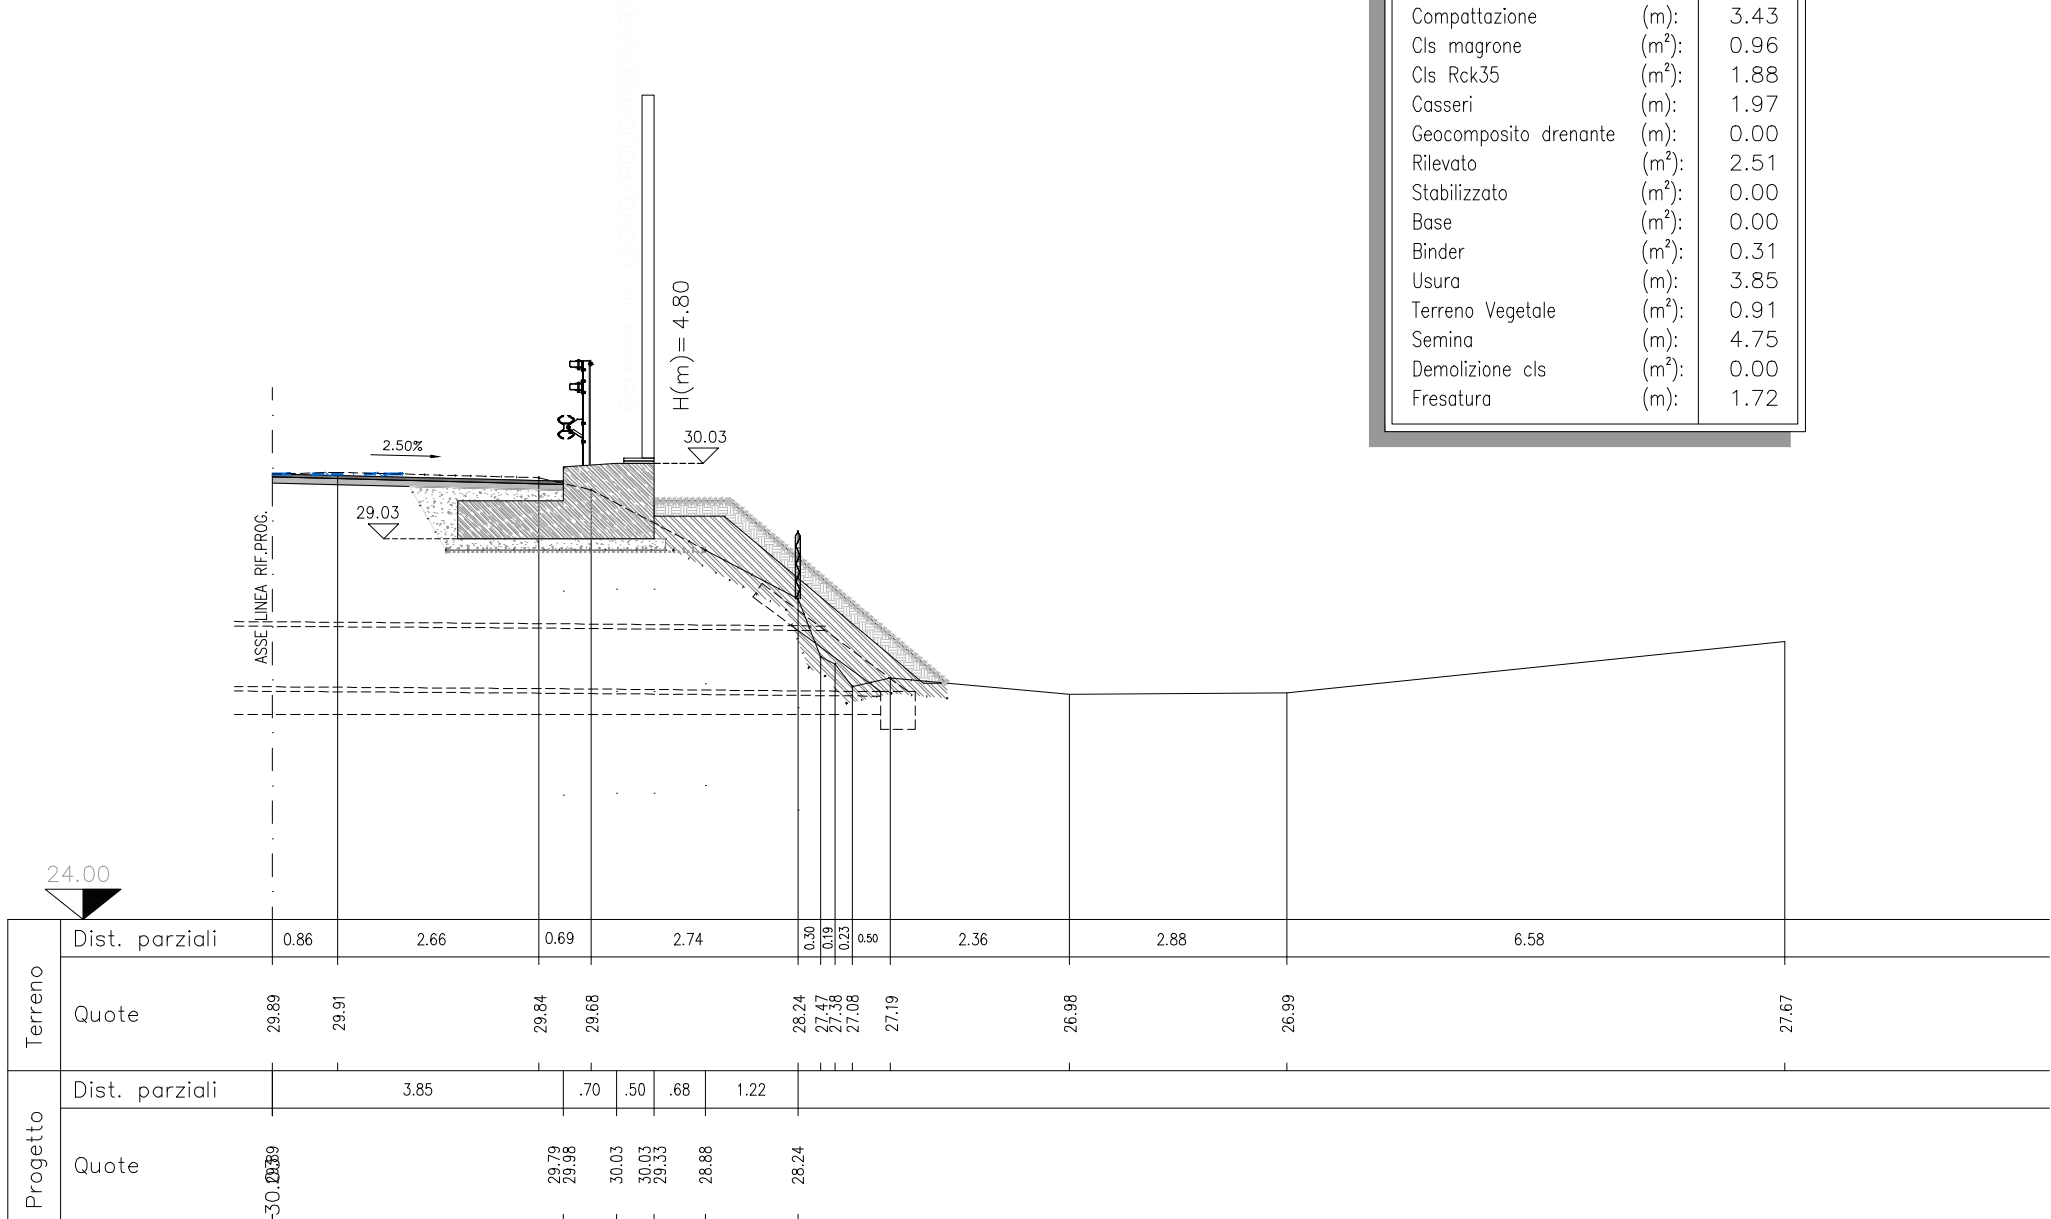 Compattazione (m): 3.43
Cls magrone (m²): 0.96
Cls Rck35 (m²): 1.88
Casseri (m): 1.97
Geocomposito drenante (m): 0.00
Rilevato (m²): 2.51
Stabilizzato (m²): 0.00
Base (m²): 0.00
Binder (m²): 0.31
Usura (m): 3.85
Terreno Vegetale (m²): 0.91
Semina (m): 4.75
Demolizione cls (m²): 0.00
Fresatura (m): 1.72
H(m)= 4.80
2.50%
30.03
29.03
ASSE LINEA RIF.PROG.
24.00
Terreno
Dist. parziali 0.86 2.66 0.69 2.74 0.30 0.19 0.23 0.50 2.36 2.88 6.58
Quote 29.89 29.91 29.84 29.68 28.24 27.47 27.38 27.08 27.19 26.98 26.99 27.67
Progetto
Dist. parziali 3.85 .70 .50 .68 1.22
Quote 29.79 29.98 30.03 30.03 29.33 28.88 28.24